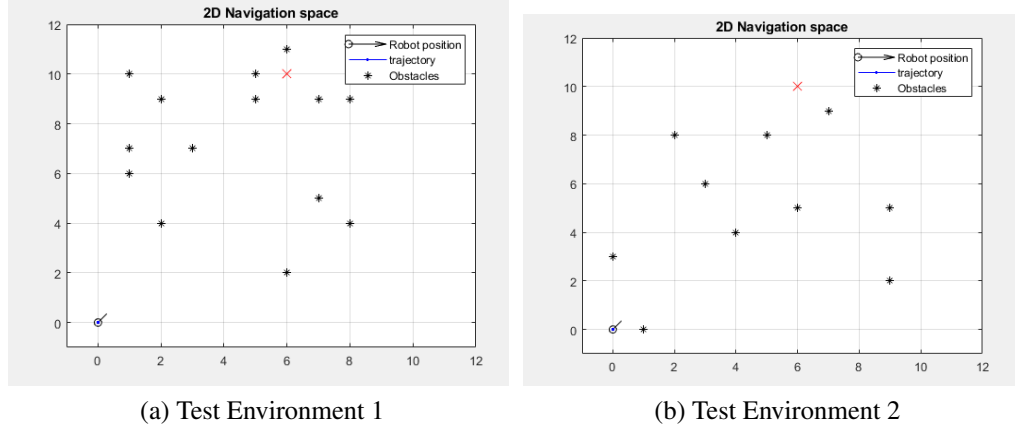 2D Navigation space
12
10
8
6
4
2
0
0 2 4 6 8 10 12
Robot position
trajectory
Obstacles
(a) Test Environment 1
2D Navigation space
12
10
8
6
4
2
0
0 2 4 6 8 10 12
Robot position
trajectory
Obstacles
(b) Test Environment 2